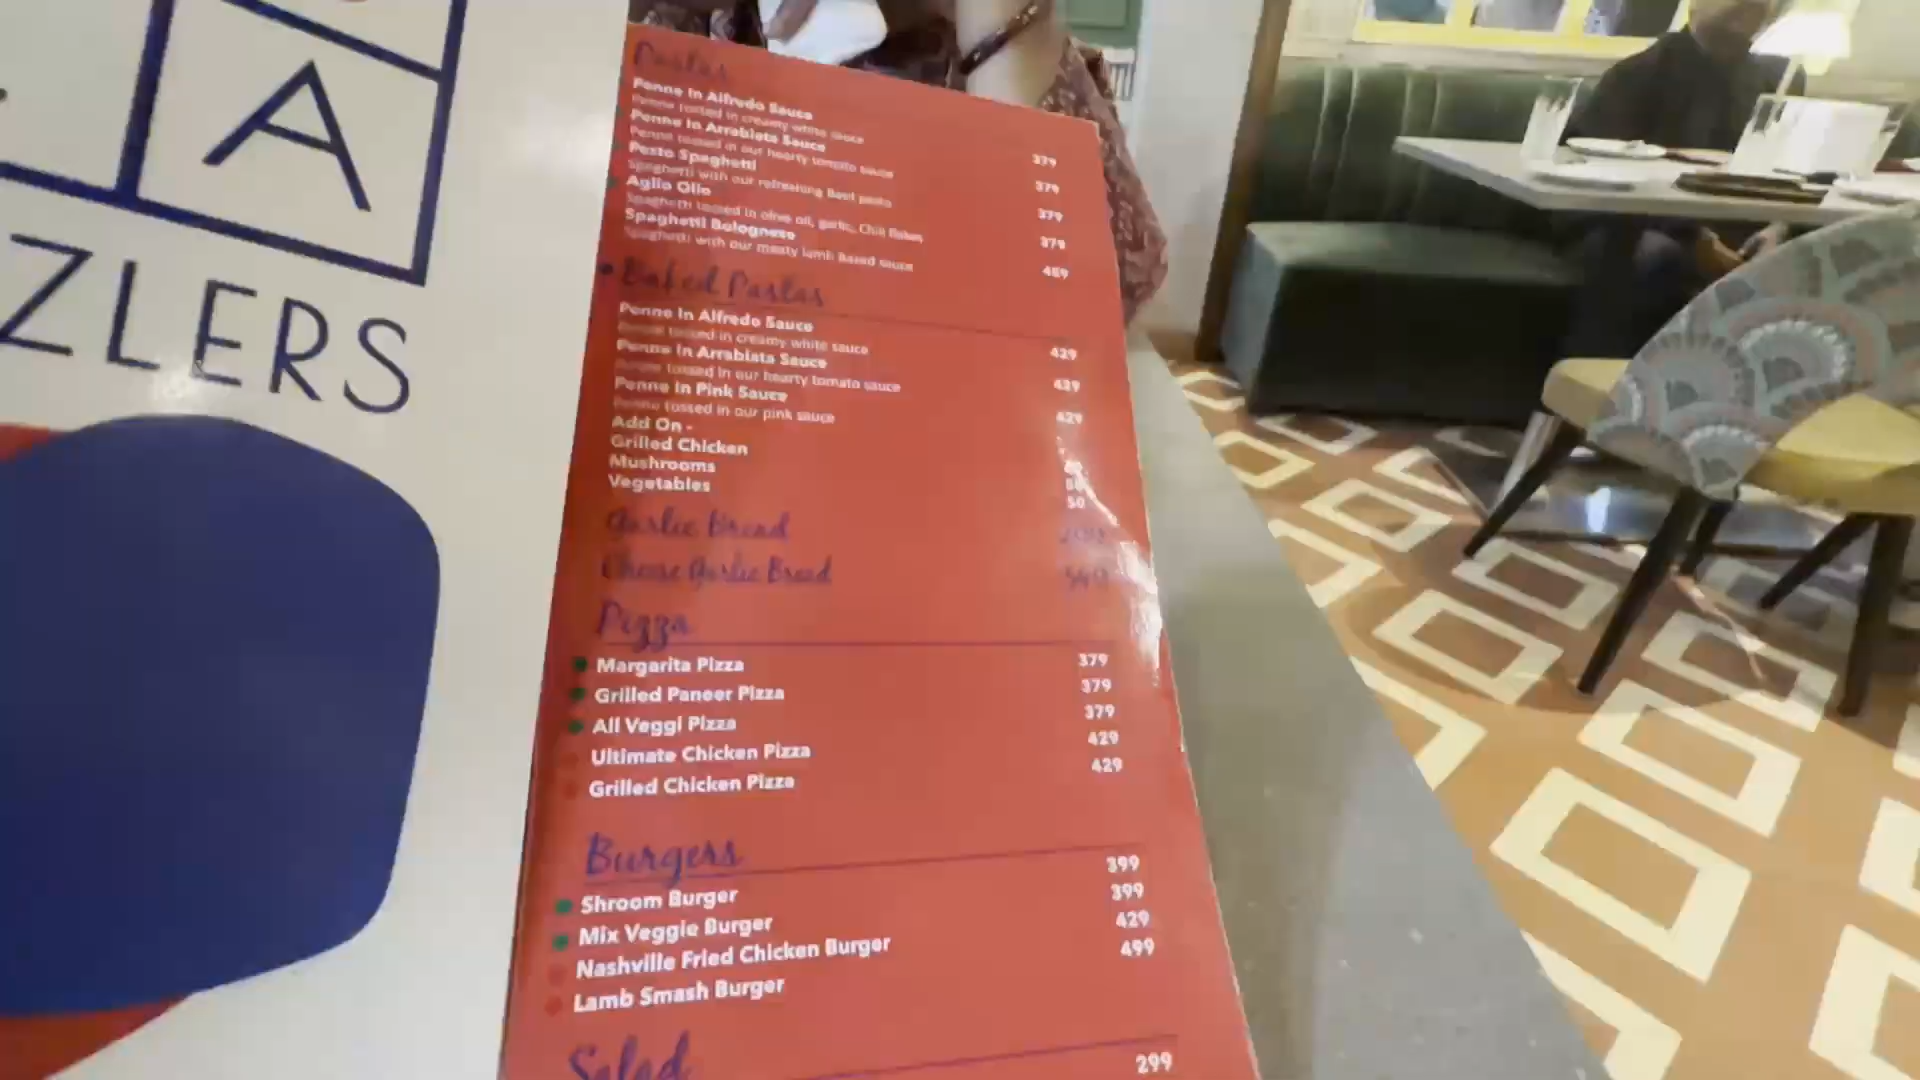 A
ZLERS
Pastas
Penne In Alfredo Sauce
Penne tossed in creamy white sauce 379
Penne In Arrabiata Sauce
Penne tossed in our hearty tomato sauce 379
Pesto Spaghetti
Spaghetti with our refreshing Basil pesto 379
Aglio Olio
Spaghetti tossed in olive oil, garlic, Chili flakes 379
Spaghetti Bolognese
Spaghetti with our meaty lamb Based sauce 459
Baked Pastas
Penne In Alfredo Sauce
Penne tossed in creamy white sauce 429
Penne In Arrabiata Sauce
Penne tossed in our hearty tomato sauce 429
Penne In Pink Sauce
Penne tossed in our pink sauce 429
Add On -
Grilled Chicken
Mushrooms
Vegetables 50
Garlic Bread
Cheese Garlic Bread
Pizza
Margarita Pizza 379
Grilled Paneer Pizza 379
All Veggi Pizza 379
Ultimate Chicken Pizza 429
Grilled Chicken Pizza 429
Burgers
Shroom Burger 399
Mix Veggie Burger 399
Nashville Fried Chicken Burger 429
Lamb Smash Burger 499
Salad
299